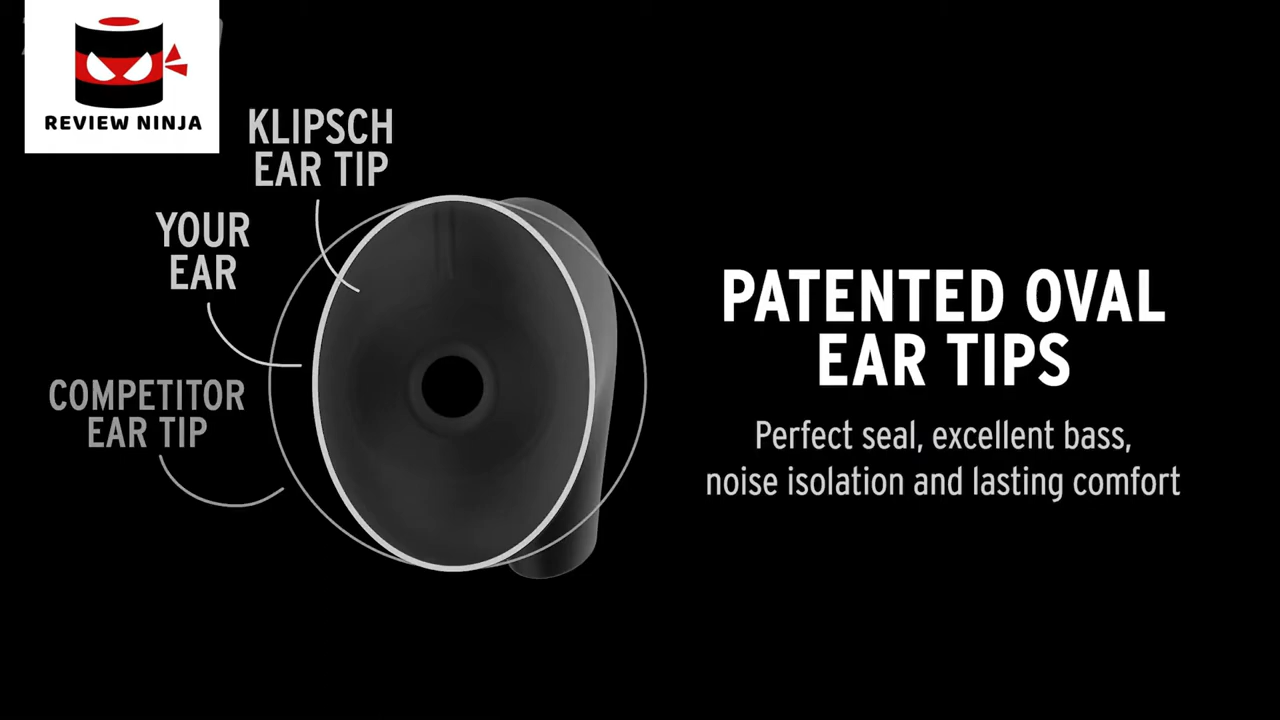 REVIEW NINJA
KLIPSCH
EAR TIP
YOUR
EAR
COMPETITOR
EAR TIP
PATENTED OVAL
EAR TIPS
Perfect seal, excellent bass,
noise isolation and lasting comfort